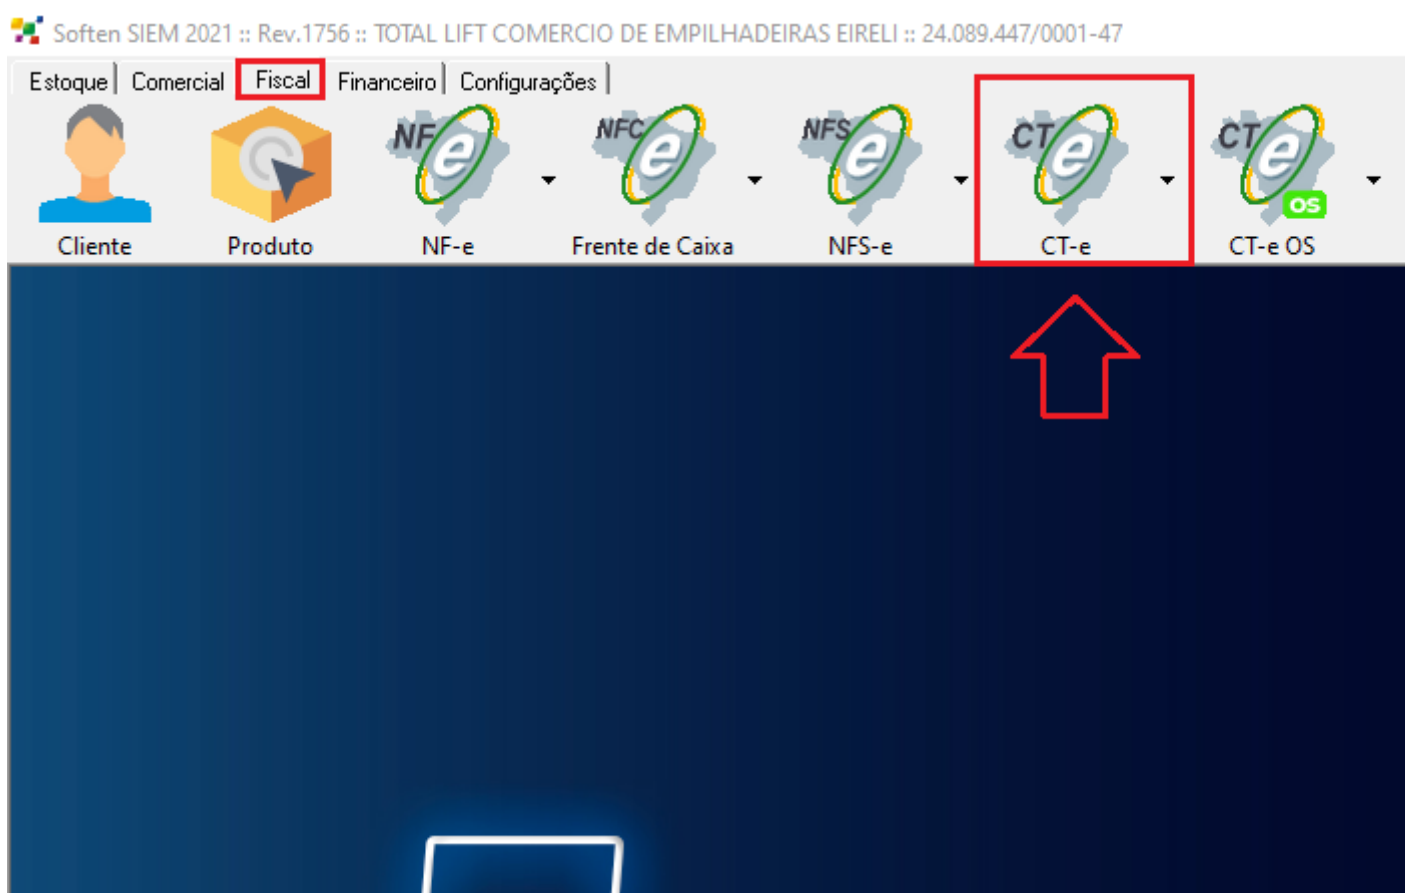 Soften SIEM 2021 :: Rev.1756 :: TOTAL LIFT COMERCIO DE EMPILHADEIRAS EIRELI :: 24.089.447/0001-47
Estoque Comercial Fiscal Financeiro Configurações
NF e NFC e NFS e CT e CT e OS
Cliente Produto NF-e Frente de Caixa NFS-e CT-e CT-e OS